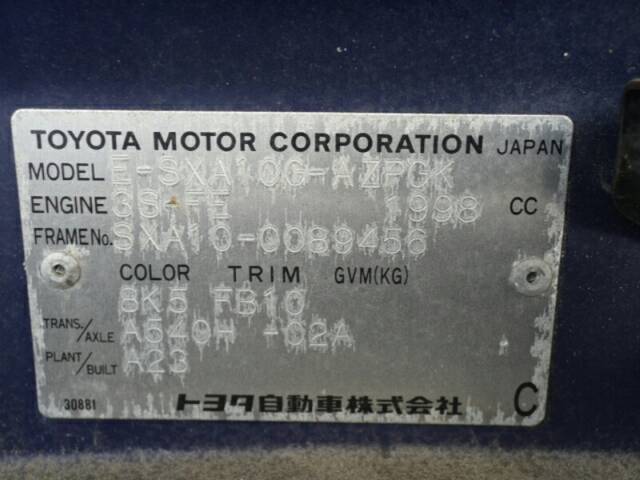 TOYOTA MOTOR CORPORATION JAPAN
MODEL E-SXA10G-AZPGK
ENGINE 3S-FE 1998 CC
FRAME No. SXA10-0089456
COLOR TRIM GVM(KG)
8K5 FB10
TRANS./AXLE A540H -C2A
PLANT/BUILT A23
30881 トヨタ自動車株式会社 C